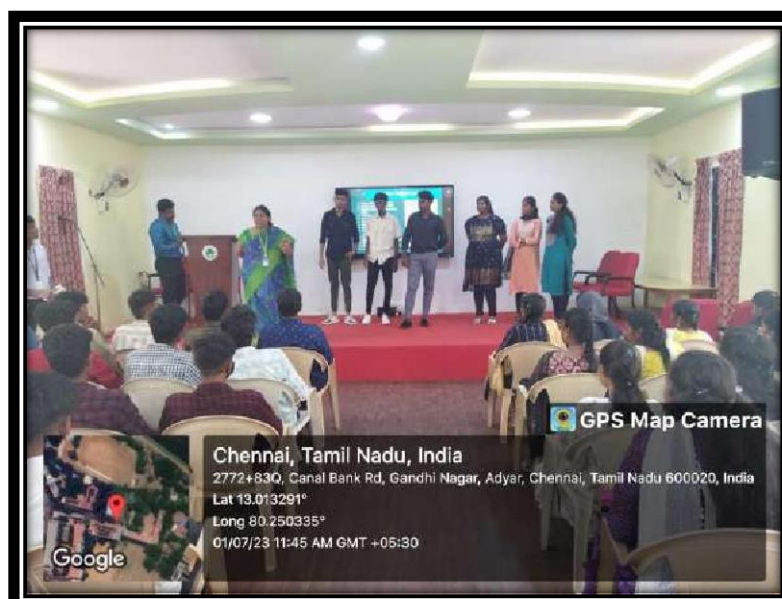 GPS Map Camera
Chennai, Tamil Nadu, India
2772+83Q, Canal Bank Rd, Gandhi Nagar, Adyar, Chennai, Tamil Nadu 600020, India
Lat 13.013291°
Long 80.250335°
01/07/23 11:45 AM GMT +05:30
Google